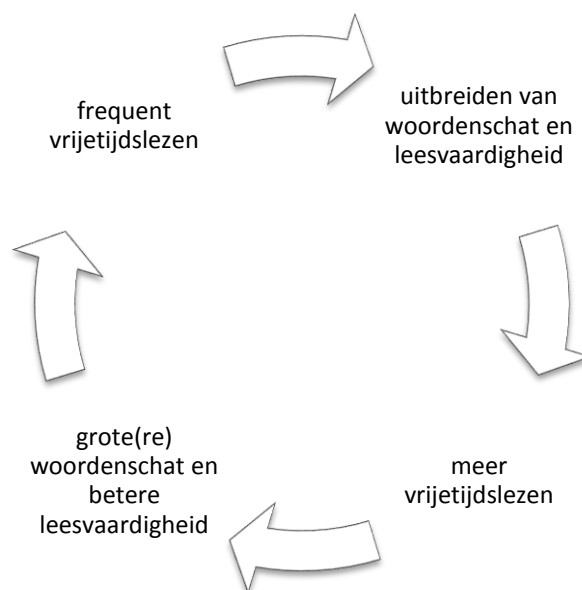 frequent
vrijetijdslezen
uitbreiden van
woordenschat en
leesvaardigheid
meer
vrijetijdslezen
grote(re)
woordenschat en
betere
leesvaardigheid